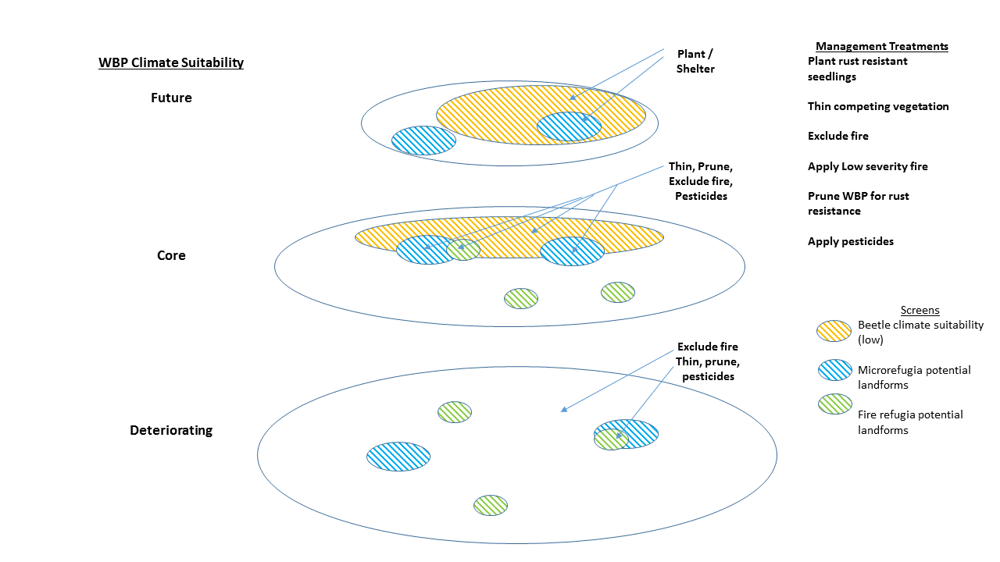 WBP Climate Suitability
Future
Core
Deteriorating
Plant /
Shelter
Thin, Prune,
Exclude fire,
Pesticides
Exclude fire
Thin, prune,
pesticides
Management Treatments
Plant rust resistant
seedlings
Thin competing vegetation
Exclude fire
Apply Low severity fire
Prune WBP for rust
resistance
Apply pesticides
Screens
Beetle climate suitability
(low)
Microrefugia potential
landforms
Fire refugia potential
landforms